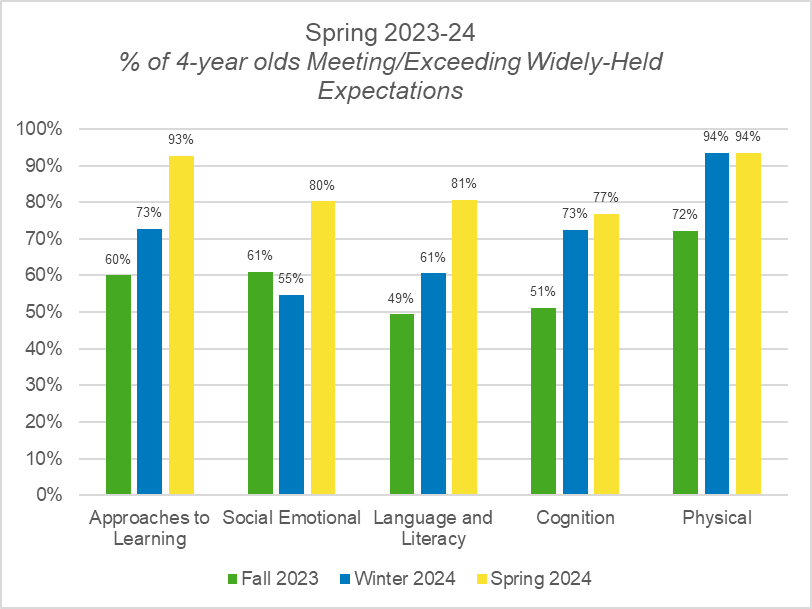 Spring 2023-24
% of 4-year olds Meeting/Exceeding Widely-Held
Expectations
100%
90%
80%
70%
60%
50%
40%
30%
20%
10%
0%
60%
73%
93%
61%
55%
80%
49%
61%
81%
51%
73%
77%
72%
94%
94%
Approaches to
Learning
Social Emotional
Language and
Literacy
Cognition
Physical
Fall 2023
Winter 2024
Spring 2024